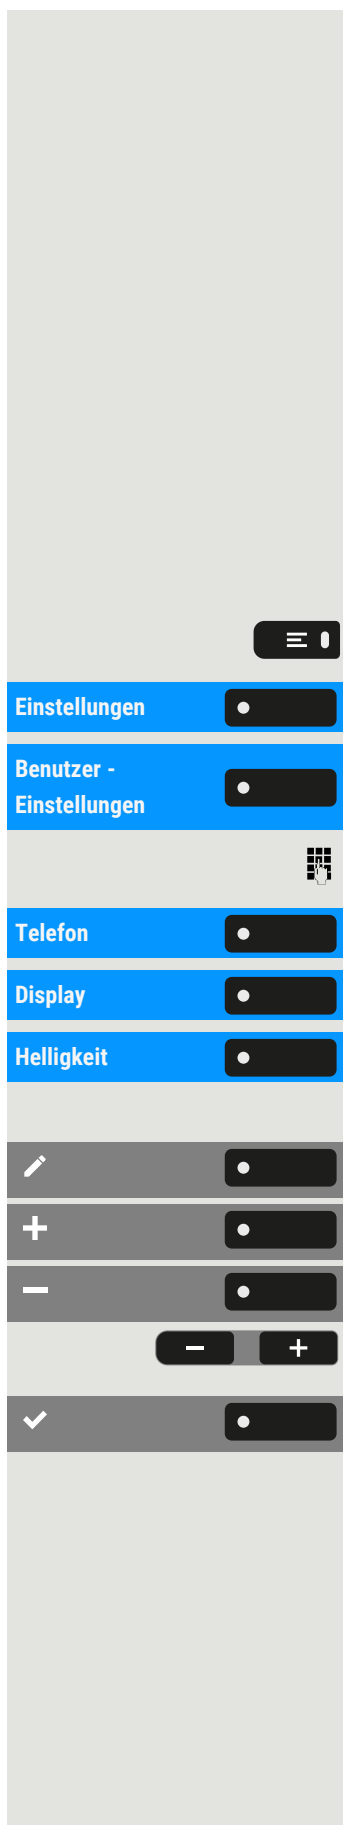 Einstellungen
Benutzer -
Einstellungen
Telefon
Display
Helligkeit